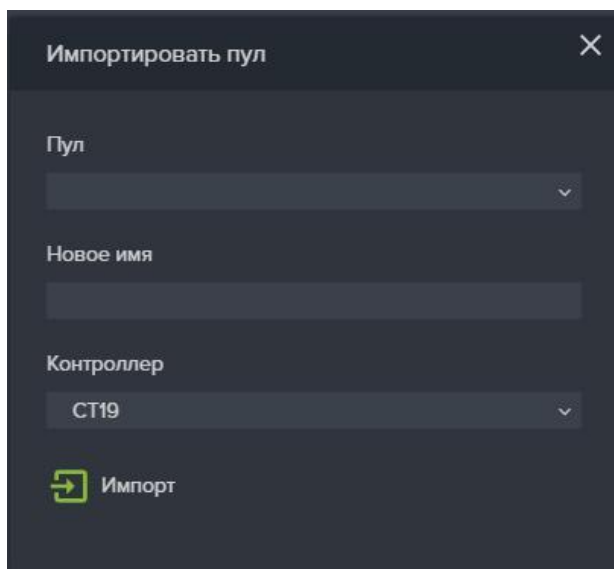 Импортировать пул
Пул
Новое имя
Контроллер
CT19
Импорт